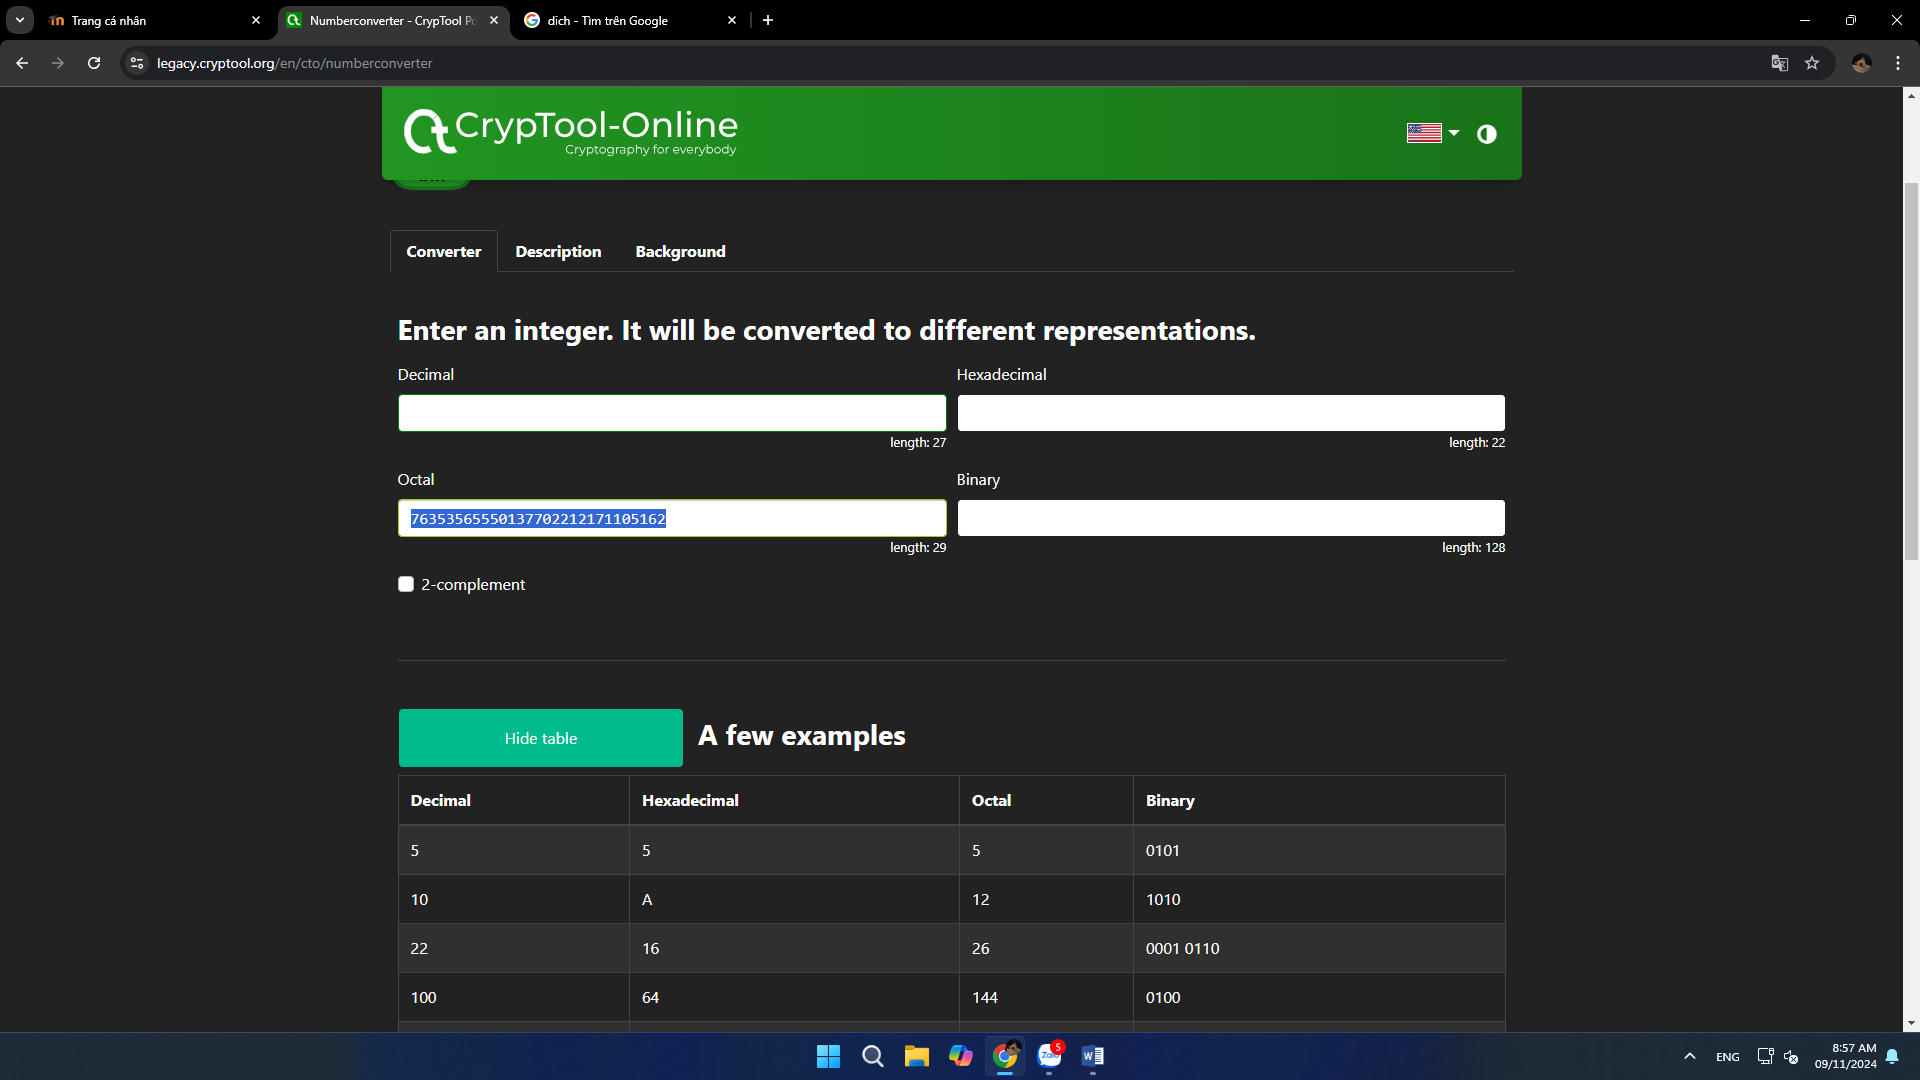 Trang cá nhân
Numberconverter - CrypTool Po
dich - Tìm trên Google
legacy.cryptool.org/en/cto/numberconverter
CrypTool-Online
Cryptography for everybody
Converter
Description
Background
Enter an integer. It will be converted to different representations.
Decimal
Hexadecimal
length: 27
length: 22
Octal
Binary
76353565550137702212171105162
length: 29
length: 128
2-complement
Hide table
A few examples
Decimal Hexadecimal Octal Binary
5 5 5 0101
10 A 12 1010
22 16 26 0001 0110
100 64 144 0100
Zalo
5
ENG
8:57 AM
09/11/2024